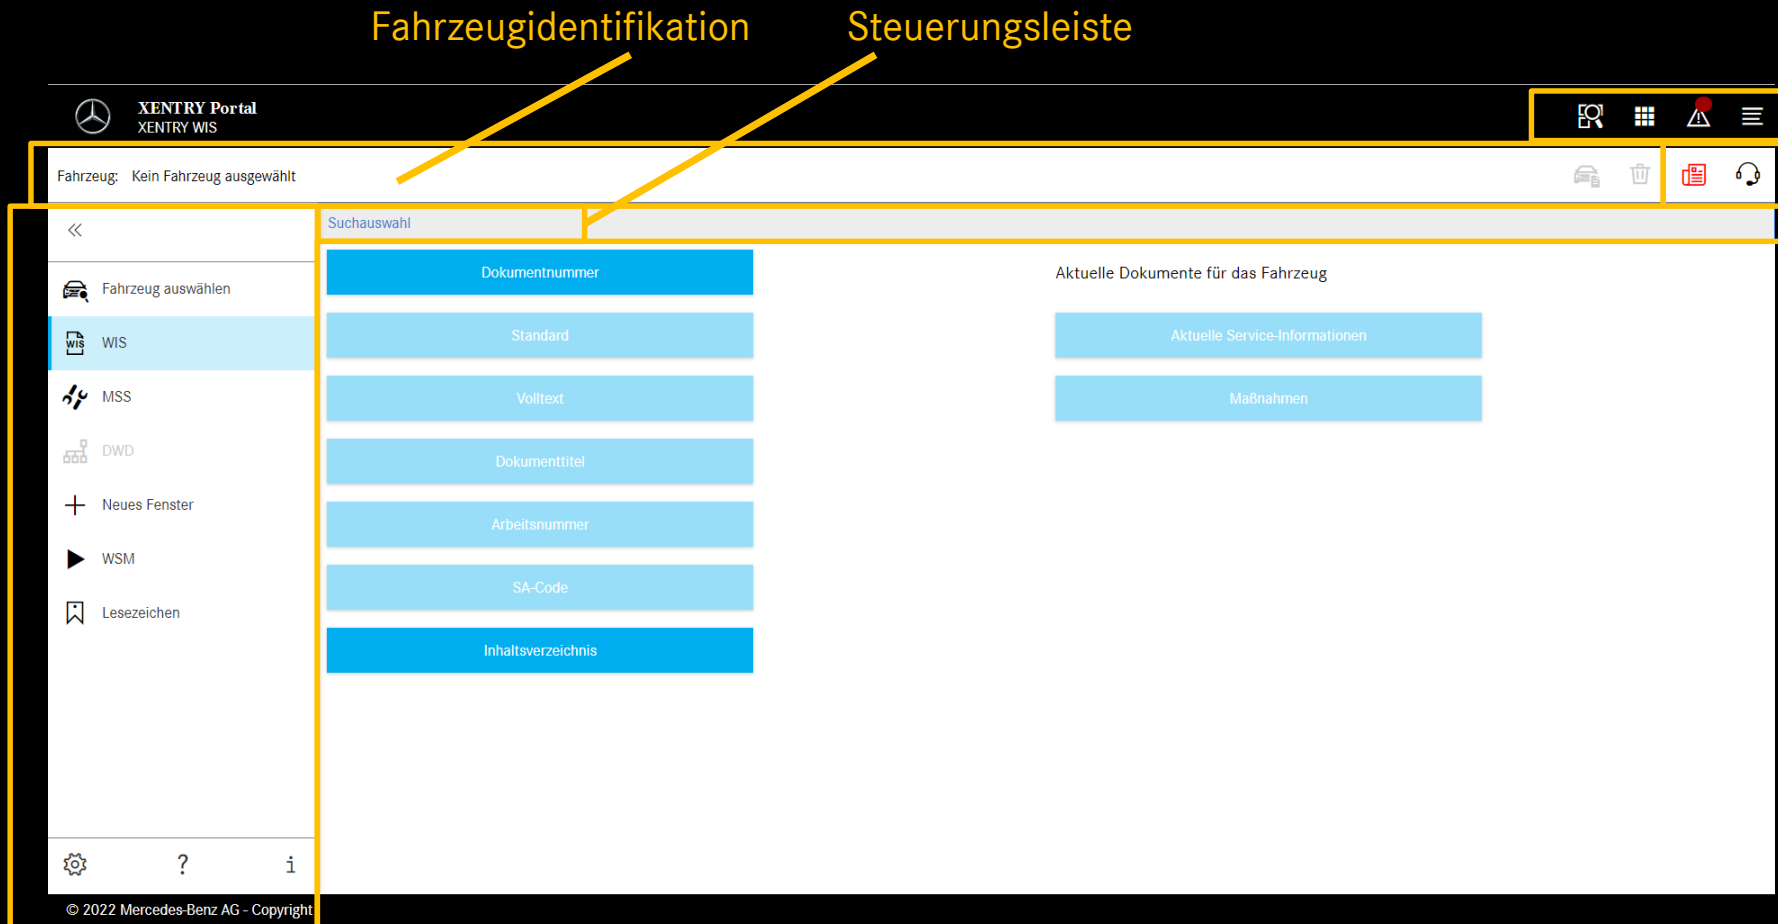 Fahrzeugidentifikation
Steuerungsleiste
XENTRY Portal
XENTRY WIS
Fahrzeug: Kein Fahrzeug ausgewählt
Suchauswahl
Fahrzeug auswählen
WIS
WIS
MSS
DWD
Neues Fenster
WSM
Lesezeichen
Dokumentnummer
Standard
Volltext
Dokumenttitel
Arbeitsnummer
SA-Code
Inhaltsverzeichnis
Aktuelle Dokumente für das Fahrzeug
Aktuelle Service-Informationen
Maßnahmen
? i
© 2022 Mercedes-Benz AG - Copyright